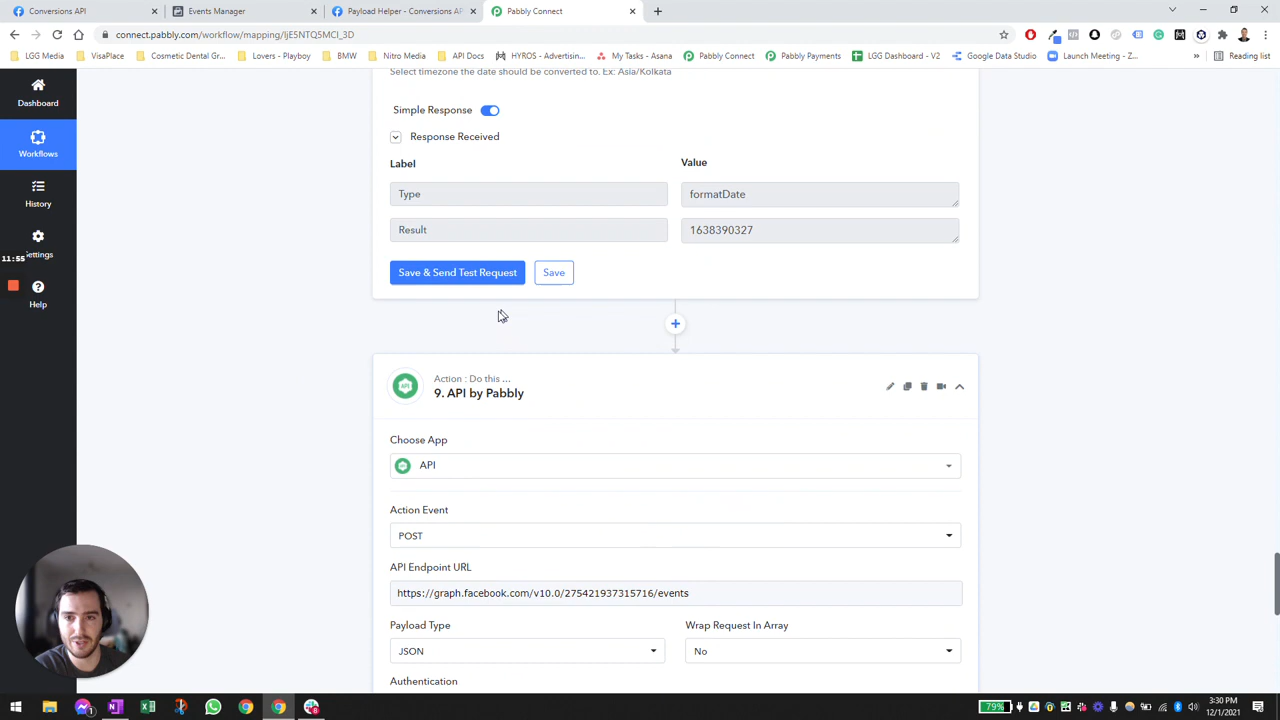 Conversions API
Events Manager
Payload Helper - Conversions API
Pabbly Connect
connect.pabbly.com/workflow/mapping/IjE5NTQ5MCI_3D
LGG Media
VisaPlace
Cosmetic Dental Gr...
Lovers - Playboy
BMW
Nitro Media
API Docs
HYROS - Advertisin...
My Tasks - Asana
Pabbly Connect
Pabbly Payments
LGG Dashboard - V2
Google Data Studio
Launch Meeting - Z...
Reading list
Dashboard
Workflows
History
Settings
Help
11:55
Select timezone the date should be converted to. Ex: Asia/Kolkata
Simple Response
Response Received
Label
Value
Type
formatDate
Result
1638390327
Save & Send Test Request
Save
Action : Do this ...
9. API by Pabbly
Choose App
API
Action Event
POST
API Endpoint URL
https://graph.facebook.com/v10.0/275421937315716/events
Payload Type
Wrap Request In Array
JSON
No
Authentication
79%
3:30 PM
12/1/2021